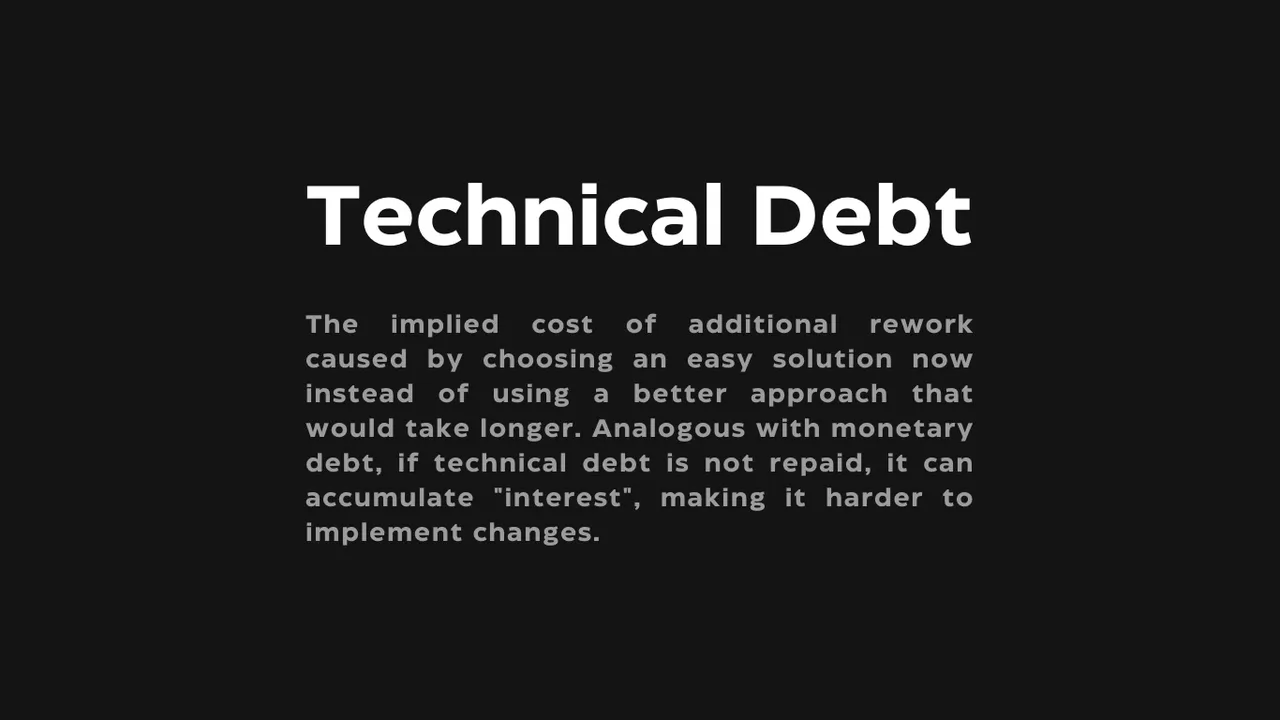 Technical Debt
The implied cost of additional rework
caused by choosing an easy solution now
instead of using a better approach that
would take longer. Analogous with monetary
debt, if technical debt is not repaid, it can
accumulate "interest", making it harder to
implement changes.